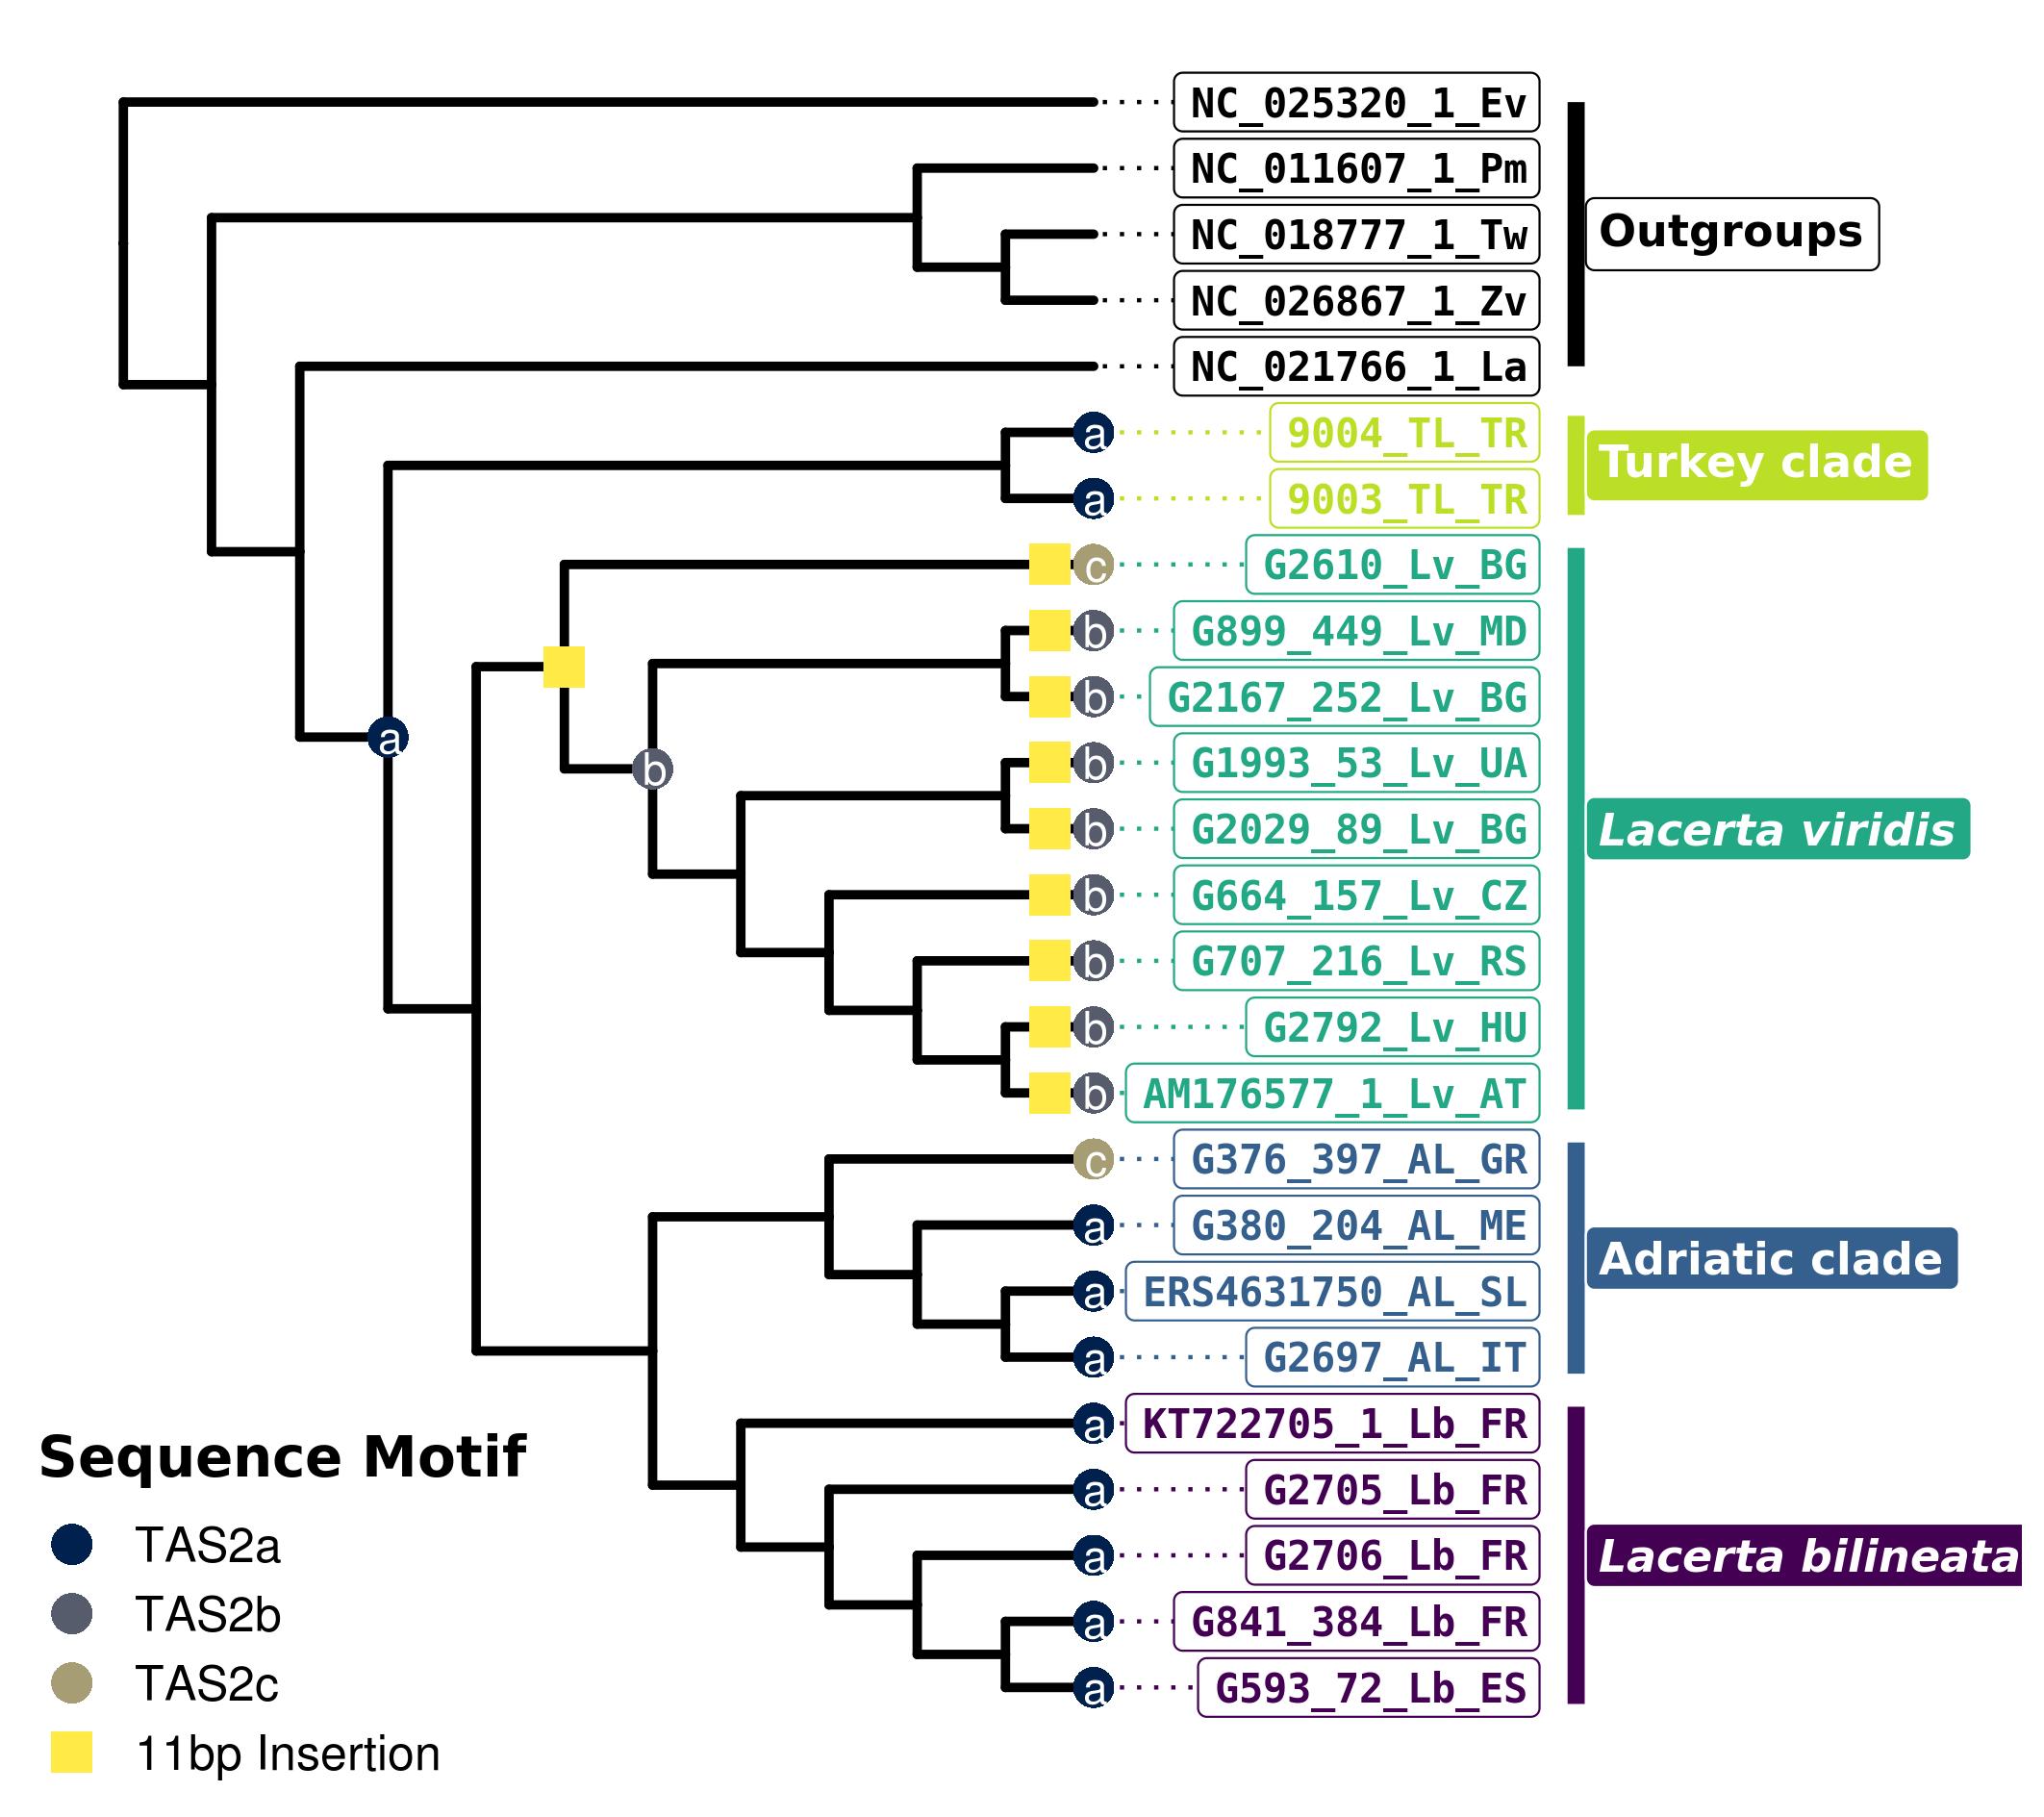 NC_025320_1_Ev
NC_011607_1_Pm
NC_018777_1_Tw
Outgroups
NC_026867_1_Zv
NC_021766_1_La
a 9004_TL_TR
Turkey clade
a 9003_TL_TR
c G2610_Lv_BG
b G899_449_Lv_MD
b G2167_252_Lv_BG
a
b
b G1993_53_Lv_UA
b G2029_89_Lv_BG
Lacerta viridis
b G664_157_Lv_CZ
b G707_216_Lv_RS
b G2792_Lv_HU
b AM176577_1_Lv_AT
c G376_397_AL_GR
a G380_204_AL_ME
Adriatic clade
a ERS4631750_AL_SL
a G2697_AL_IT
a KT722705_1_Lb_FR
a G2705_Lb_FR
a G2706_Lb_FR
Lacerta bilineata
a G841_384_Lb_FR
a G593_72_Lb_ES
Sequence Motif
TAS2a
TAS2b
TAS2c
11bp Insertion